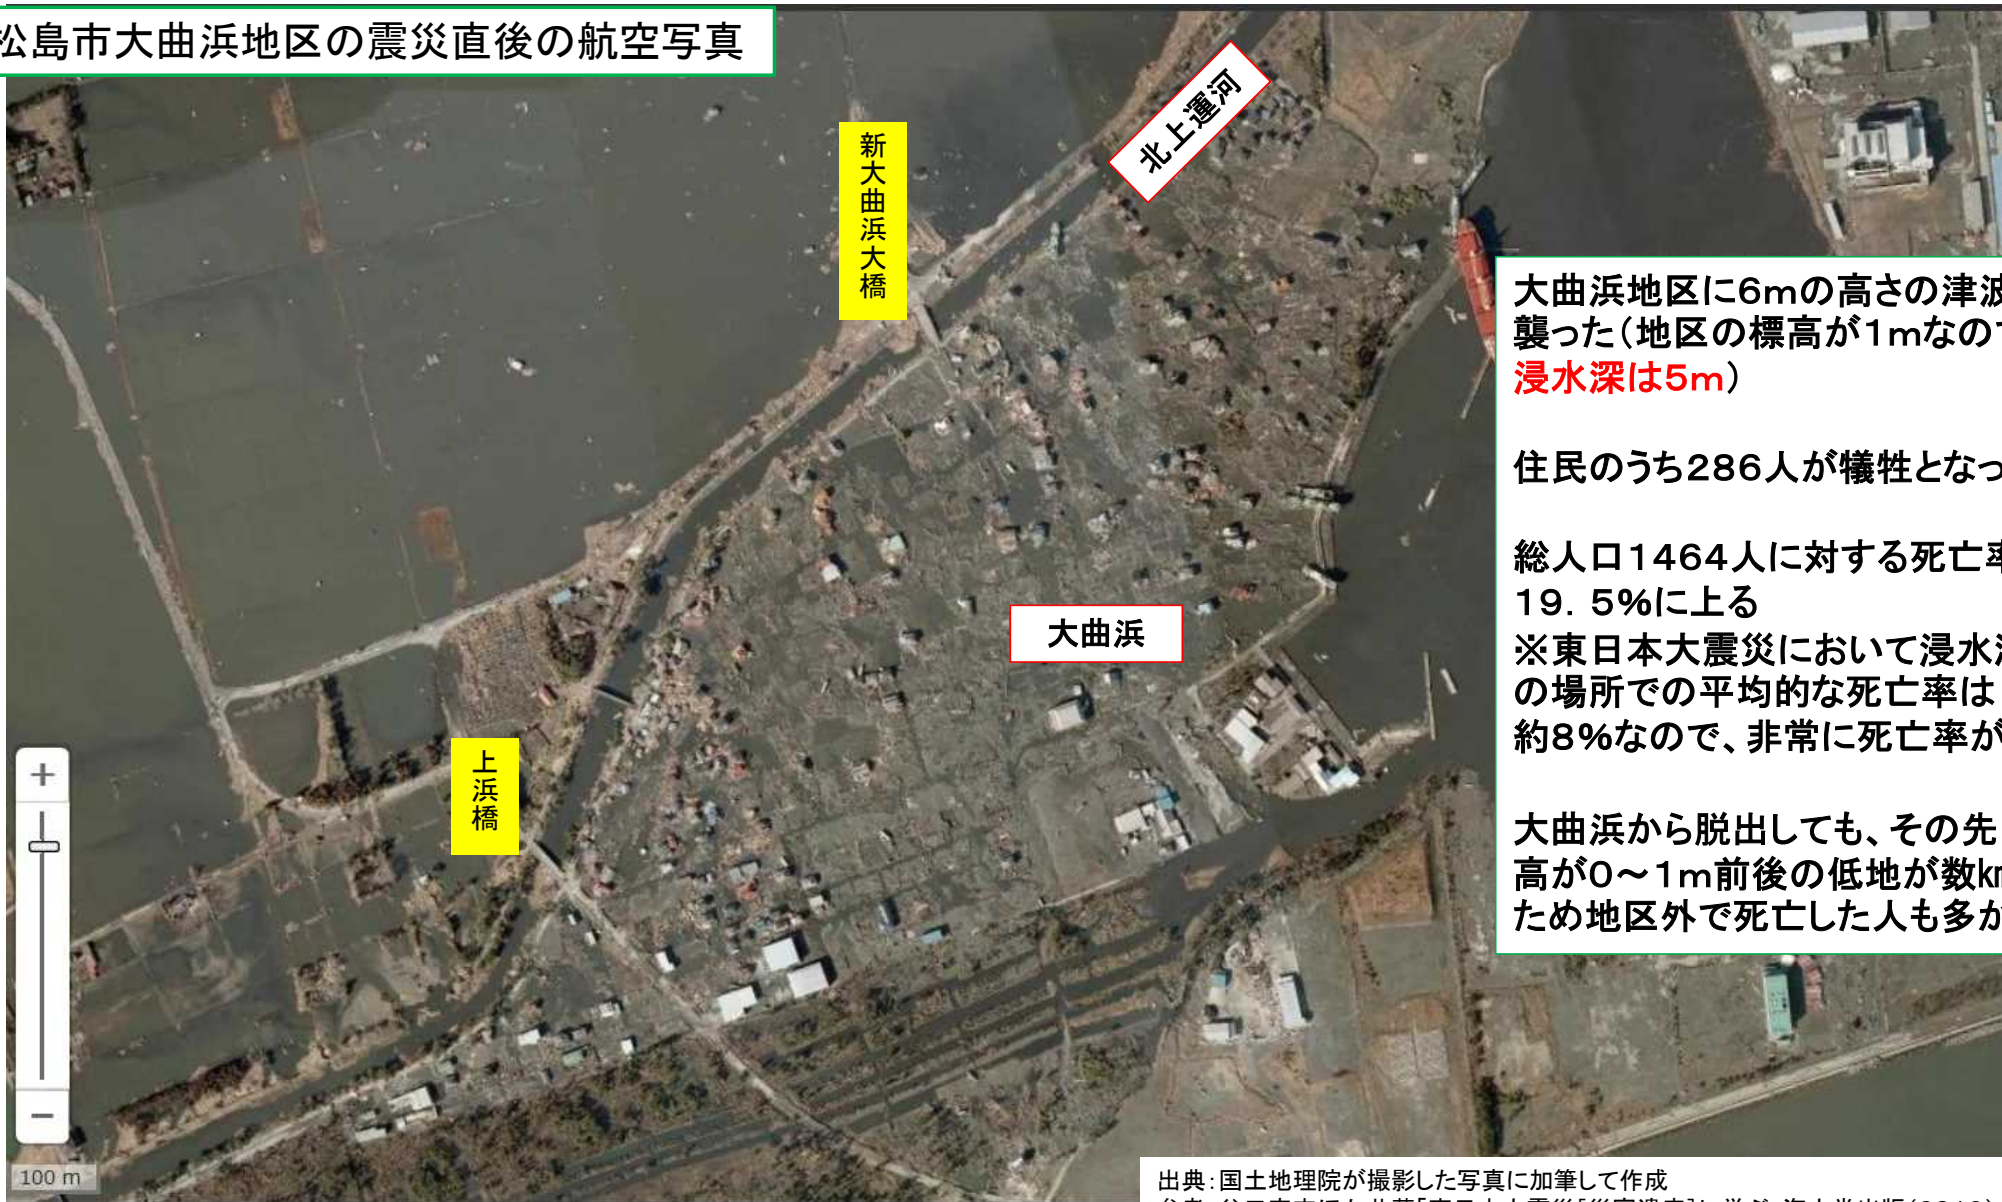 松島市大曲浜地区の震災直後の航空写真
北上運河
新大曲浜大橋
大曲浜地区に6mの高さの津波
襲った(地区の標高が1mなので
浸水深は5m)
住民のうち286人が犠牲となっ
総人口1464人に対する死亡率
19.5%に上る
※東日本大震災において浸水深
の場所での平均的な死亡率は
約8%なので、非常に死亡率が
大曲浜
上浜橋
大曲浜から脱出しても、その先
高が0~1m前後の低地が数km
ため地区外で死亡した人も多か
+
−
100 m
出典:国土地理院が撮影した写真に加筆して作成